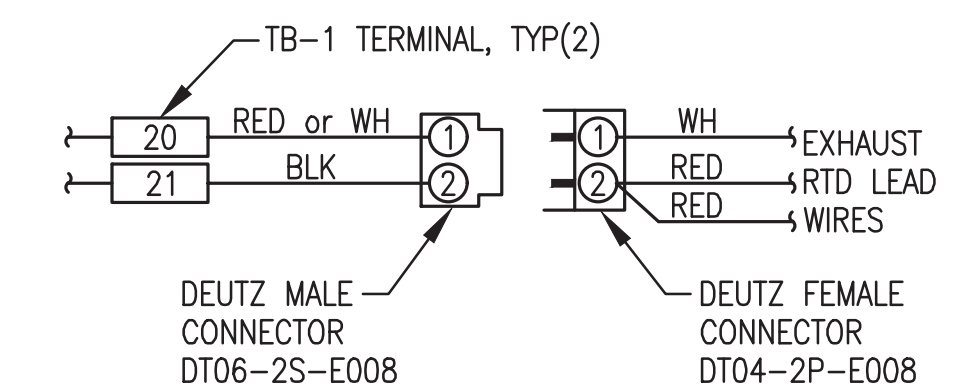 TB-1 TERMINAL, TYP(2)
20 RED or WH 1
21 BLK 2
1 WH EXHAUST
2 RED RTD LEAD
RED WIRES
DEUTZ MALE
CONNECTOR
DT06-2S-E008
DEUTZ FEMALE
CONNECTOR
DT04-2P-E008